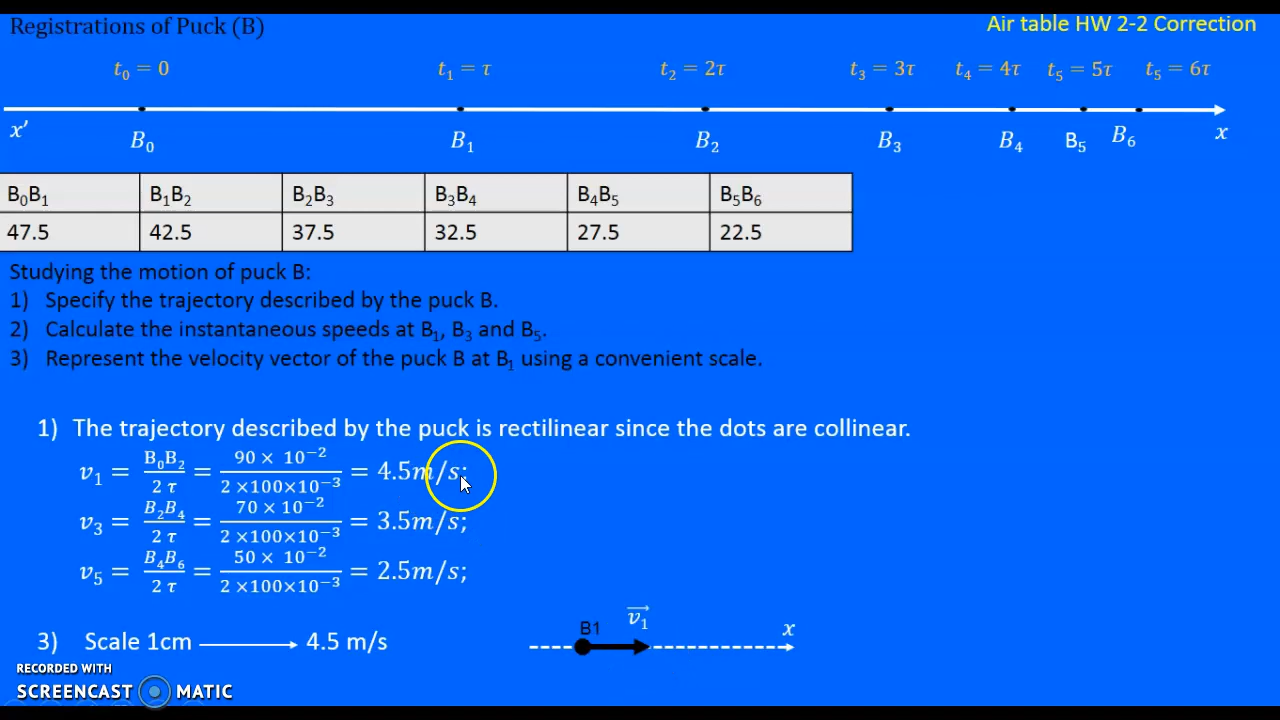 Registrations of Puck (B)
Air table HW 2-2 Correction
t₀ = 0 t₁ = τ t₂ = 2τ t₃ = 3τ t₄ = 4τ t₅ = 5τ t₅ = 6τ
x′ B₀ B₁ B₂ B₃ B₄ B₅ B₆ x
B₀B₁ B₁B₂ B₂B₃ B₃B₄ B₄B₅ B₅B₆
47.5 42.5 37.5 32.5 27.5 22.5
Studying the motion of puck B:
1) Specify the trajectory described by the puck B.
2) Calculate the instantaneous speeds at B₁, B₃ and B₅.
3) Represent the velocity vector of the puck B at B₁ using a convenient scale.
1) The trajectory described by the puck is rectilinear since the dots are collinear.
v₁ = B₀B₂/2 τ = 90 × 10⁻²/2 ×100×10⁻³ = 4.5m/s;
v₃ = B₂B₄/2 τ = 70 × 10⁻²/2 ×100×10⁻³ = 3.5m/s;
v₅ = B₄B₆/2 τ = 50 × 10⁻²/2 ×100×10⁻³ = 2.5m/s;
3) Scale 1cm ⟶ 4.5 m/s
B1 v₁⃗ x
RECORDED WITH
SCREENCAST MATIC